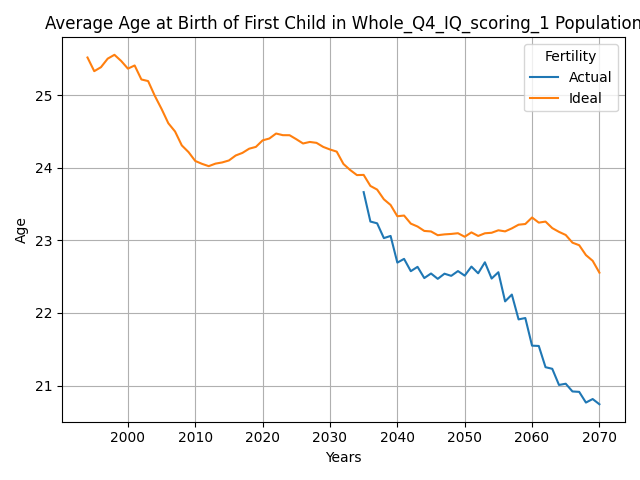 Average Age at Birth of First Child in Whole_Q4_IQ_scoring_1 Population
Fertility
Actual
Ideal
Age
25
24
23
22
21
2000 2010 2020 2030 2040 2050 2060 2070
Years